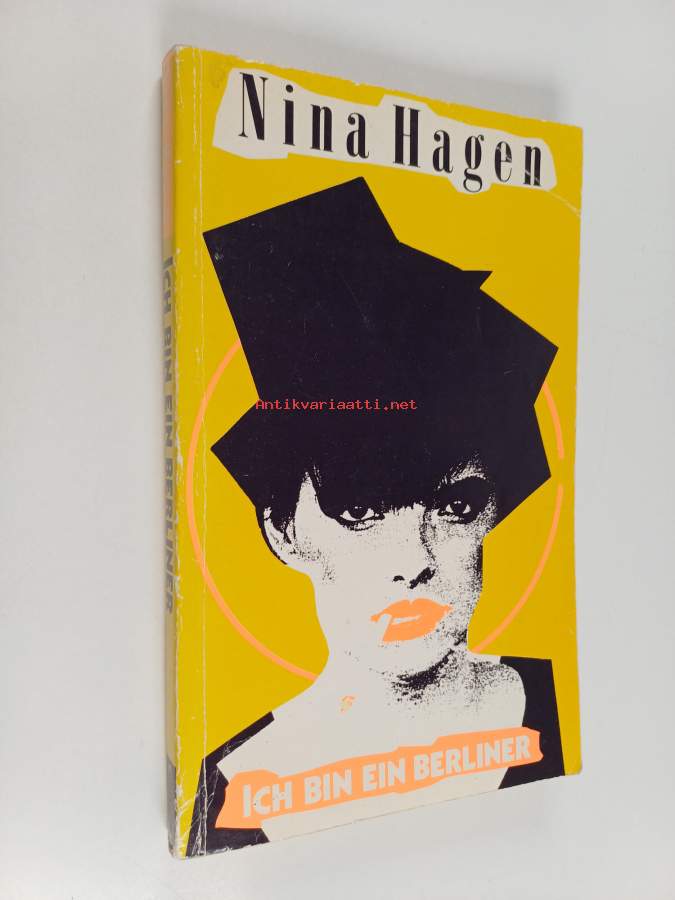 Nina Hagen
Antikvariaatti.net
ICH BIN EIN BERLINER
ICH BIN EIN BERLINER